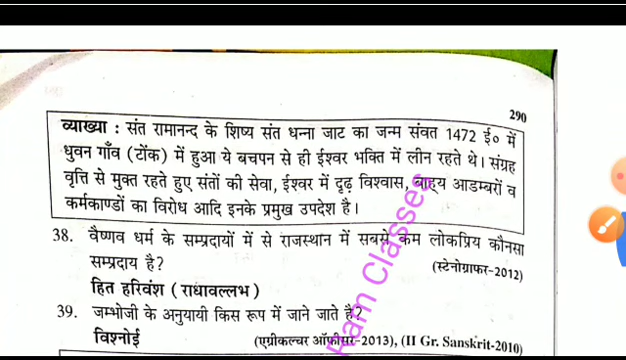 290
व्याख्या : संत रामानन्द के शिष्य संत धन्ना जाट का जन्म संवत 1472 ई० में
धुवन गाँव (टोंक) में हुआ ये बचपन से ही ईश्वर भक्ति में लीन रहते थे। संग्रह
वृत्ति से मुक्त रहते हुए संतों की सेवा, ईश्वर में दृढ़ विश्वास, बाह्य आडम्बरों व
कर्मकाण्डों का विरोध आदि इनके प्रमुख उपदेश है।
38. वैष्णव धर्म के सम्प्रदायों में से राजस्थान में सबसे कम लोकप्रिय कौनसा
सम्प्रदाय है?
(स्टेनोग्राफर-2012)
हित हरिवंश (राधावल्लभ)
39. जम्भोजी के अनुयायी किस रूप में जाने जाते है?
विश्नोई
(एग्रीकल्चर ऑफीसर-2013), (II Gr. Sanskrit-2010)
Ram Classes